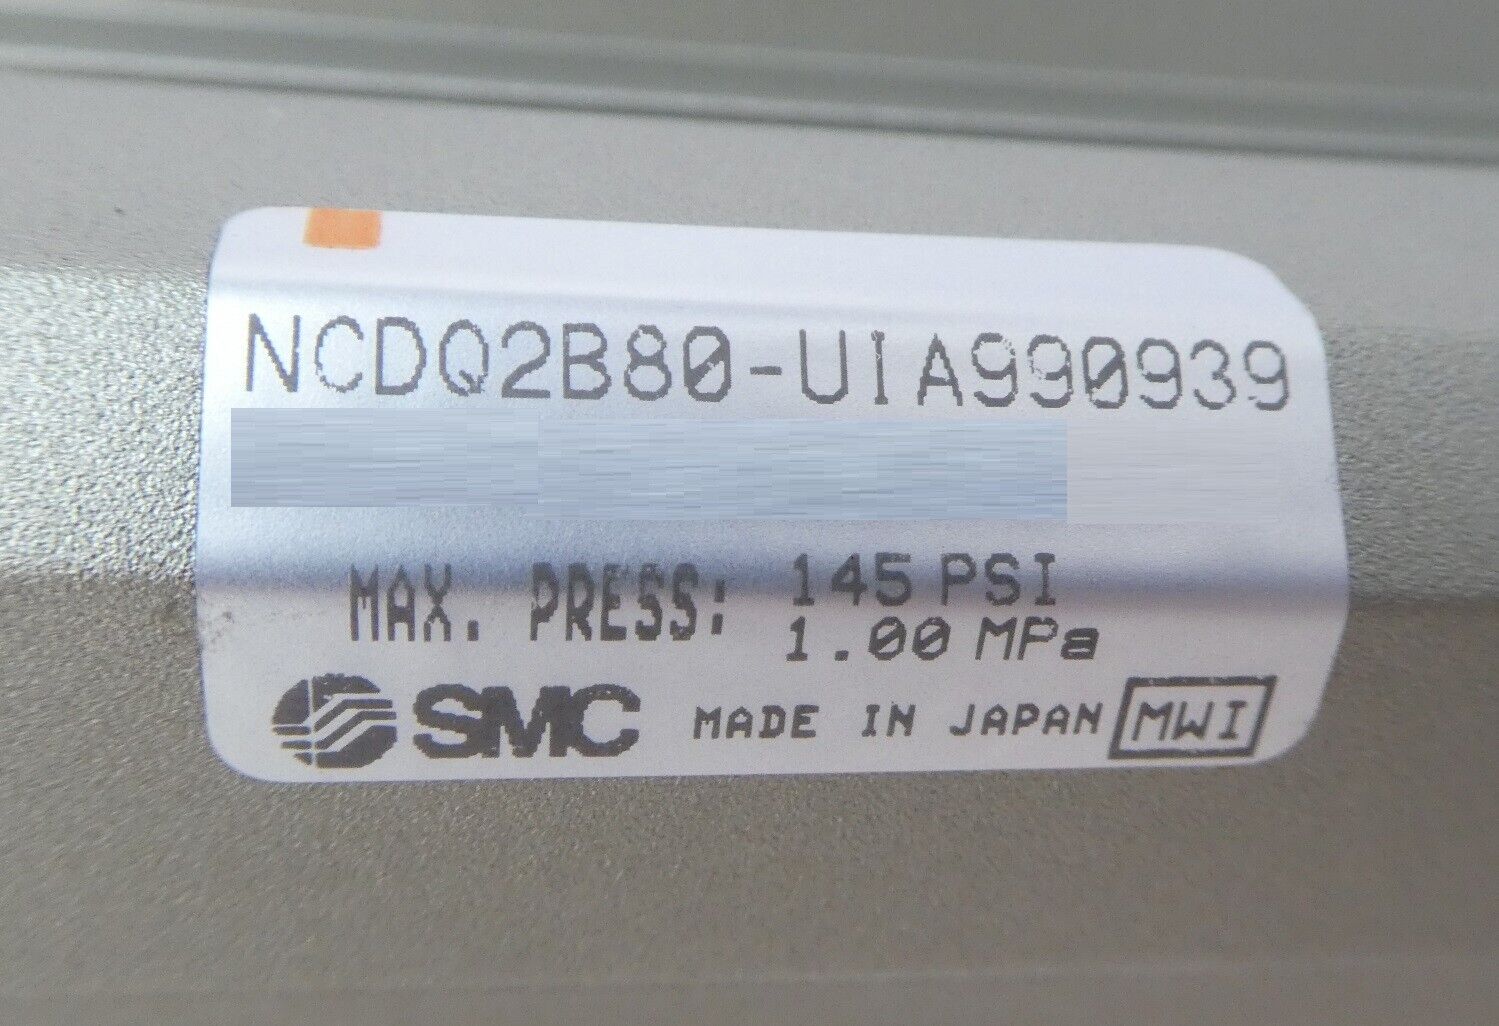 NCDQ2B80-UIA990939
MAX. PRESS: 145 PSI
1.00 MPa
SMC MADE IN JAPAN MWI